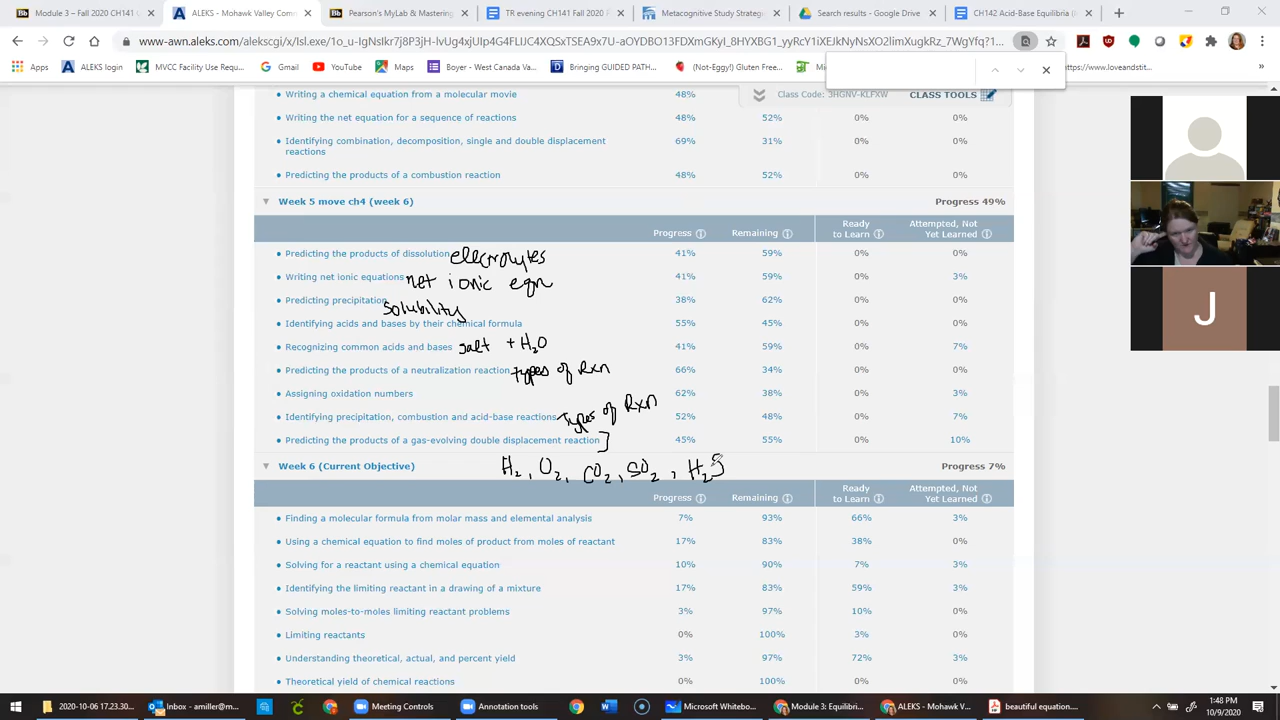 Module 3 – Fall 2020 CH141 C
ALEKS - Mohawk Valley Com
Pearson's MyLab & Mastering
TR evening CH141 Fall 2020
Metacognitive Study Strateg
Search results - Google Drive
CH142 Acid-Base Equilibria
Apps
ALEKS login
MVCC Facility Use Requ...
Gmail
YouTube
Maps
Boyer - West Canada Va...
Bringing GUIDED PATH...
(Not-Eggy!) Gluten Free...
https://www.loveandstit...
Class Code: 3HGNV-KLFXW
CLASS TOOLS
Writing a chemical equation from a molecular movie 48% 0% 0%
Writing the net equation for a sequence of reactions 48% 52% 0% 0%
Identifying combination, decomposition, single and double displacement 69% 31% 0% 0%
reactions
Predicting the products of a combustion reaction 48% 52% 0% 0%
Week 5 move ch4 (week 6) Progress 49%
Progress Remaining Ready to Learn Attempted, Not Yet Learned
Predicting the products of dissolution electrolytes 41% 59% 0% 0%
Writing net ionic equations net ionic eqn 41% 59% 0% 3%
Predicting precipitation 38% 62% 0% 0%
solubility
Identifying acids and bases by their chemical formula 55% 45% 0% 0%
Recognizing common acids and bases salt + H₂O 41% 59% 0% 7%
Predicting the products of a neutralization reaction types of Rxn 66% 34% 0% 0%
Assigning oxidation numbers 62% 38% 0% 3%
Identifying precipitation, combustion and acid-base reactions types of Rxn 52% 48% 0% 7%
Predicting the products of a gas-evolving double displacement reaction ] 45% 55% 0% 10%
Week 6 (Current Objective) H₂, O₂, CO₂, SO₂, H₂S Progress 7%
Progress Remaining Ready to Learn Attempted, Not Yet Learned
Finding a molecular formula from molar mass and elemental analysis 7% 93% 66% 3%
Using a chemical equation to find moles of product from moles of reactant 17% 83% 38% 0%
Solving for a reactant using a chemical equation 10% 90% 7% 3%
Identifying the limiting reactant in a drawing of a mixture 17% 83% 59% 3%
Solving moles-to-moles limiting reactant problems 3% 97% 10% 0%
Limiting reactants 0% 100% 3% 0%
Understanding theoretical, actual, and percent yield 3% 97% 72% 3%
Theoretical yield of chemical reactions 0% 100% 0% 0%
J
2020-10-06 17.23.30...
Inbox - amiller@mv...
Meeting Controls
Annotation tools
Microsoft Whitebo...
Module 3: Equilibri...
ALEKS - Mohawk V...
beautiful equation....
1:48 PM
10/9/2020